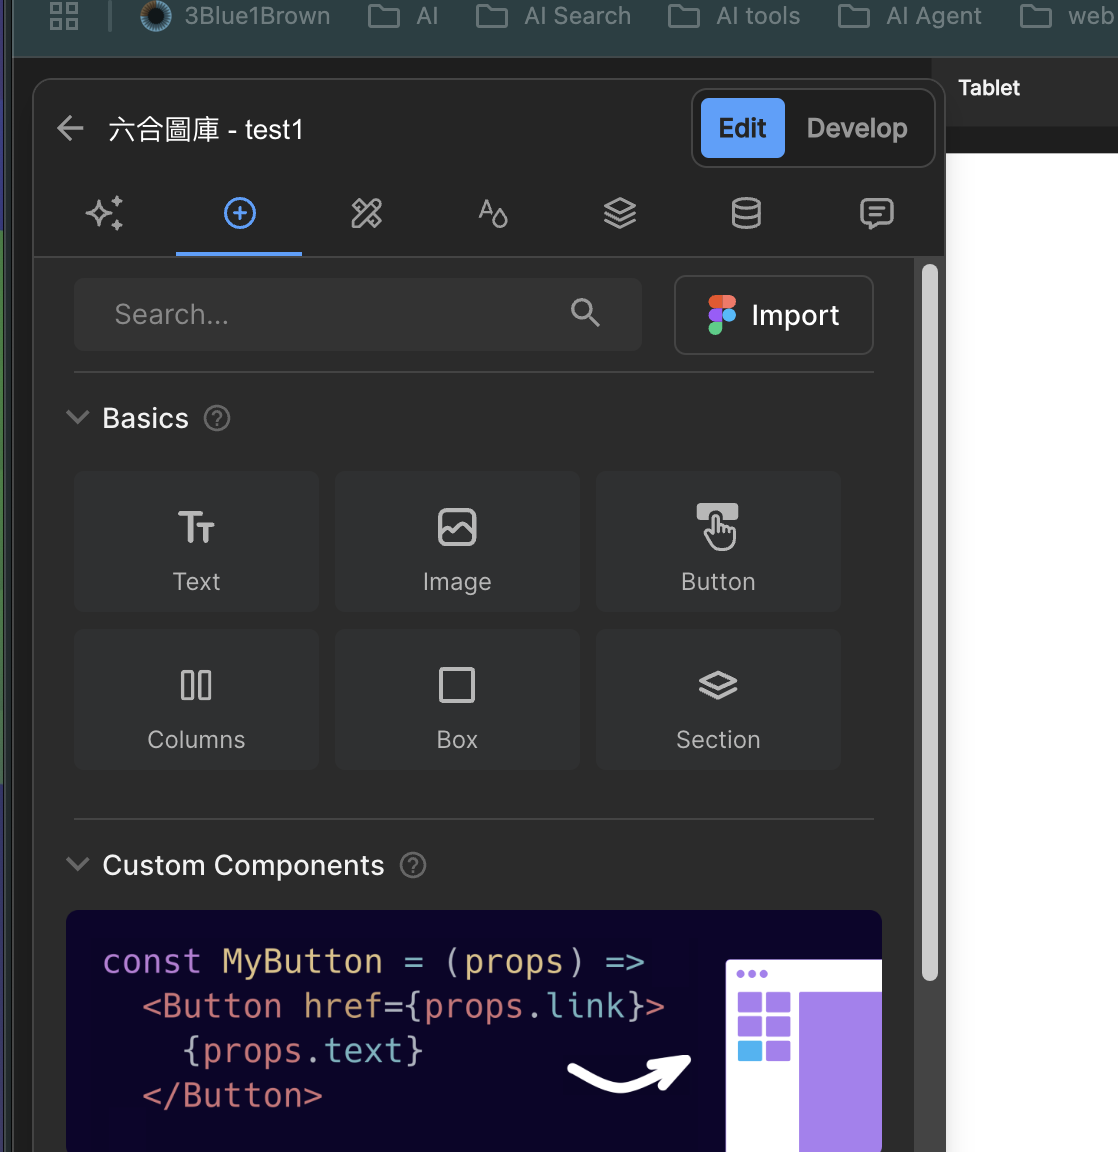 3Blue1Brown AI AI Search AI tools AI Agent web
Tablet
六合圖庫 - test1
Edit Develop
Search...
Import
Basics
Text Image Button
Columns Box Section
Custom Components
const MyButton = (props) =>
<Button href={props.link}>
{props.text}
</Button>